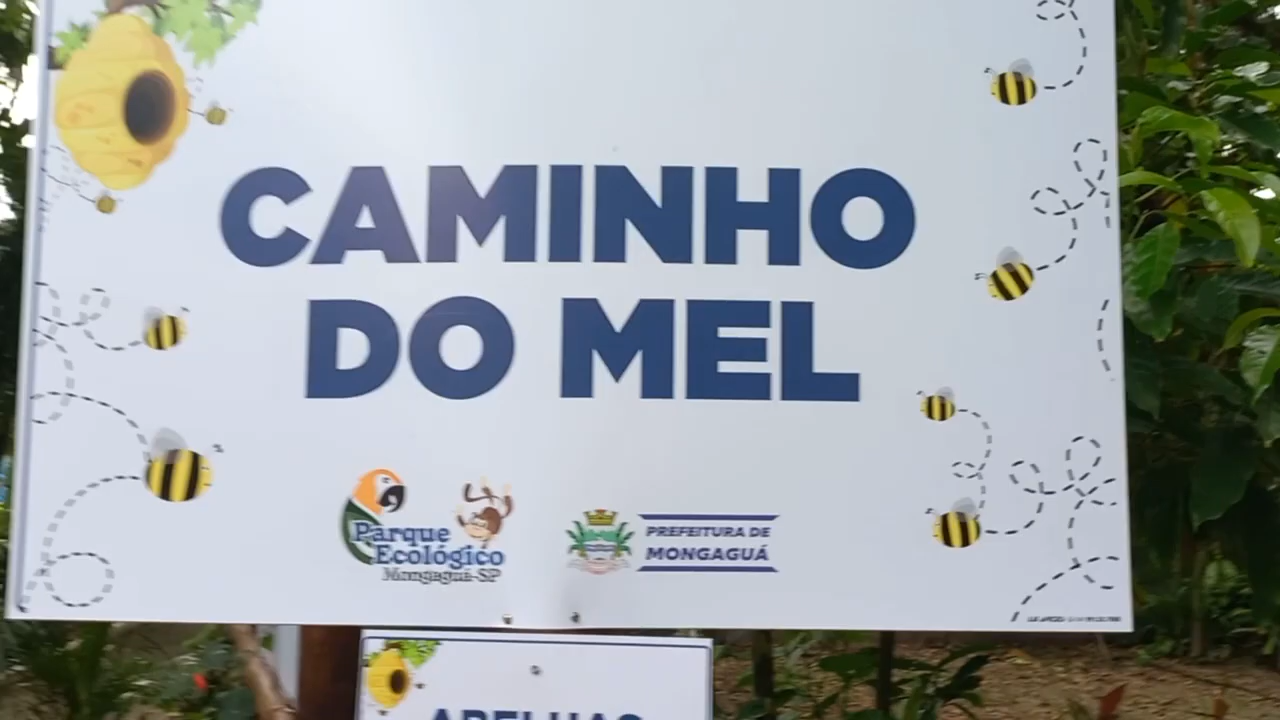 CAMINHO
DO MEL
Parque
Ecológico
Mongaguá-SP
PREFEITURA DE
MONGAGUÁ
ABELHAS